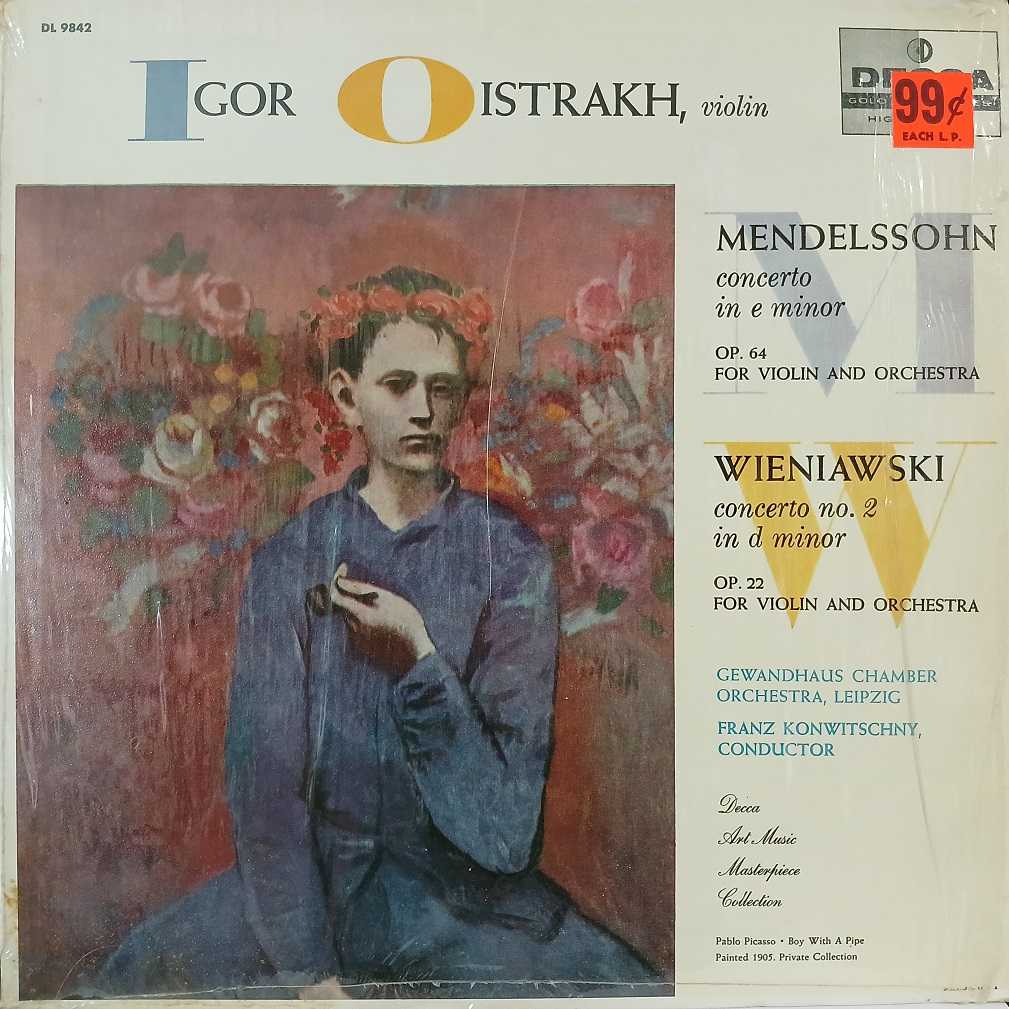 DL 9842
IGOR OISTRAKH, violin
99¢
EACH L.P.
MENDELSSOHN
concerto
in e minor
OP. 64
FOR VIOLIN AND ORCHESTRA
WIENIAWSKI
concerto no. 2
in d minor
OP. 22
FOR VIOLIN AND ORCHESTRA
GEWANDHAUS CHAMBER
ORCHESTRA, LEIPZIG
FRANZ KONWITSCHNY,
CONDUCTOR
Decca
Art Music
Masterpiece
Collection
Pablo Picasso • Boy With A Pipe
Painted 1905. Private Collection